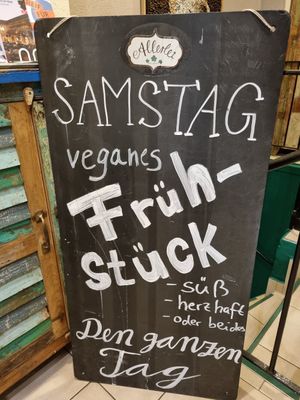 Allerlei
SAMSTAG
veganes
Früh-
stück
- süß
- herzhaft
- oder beides
Den ganzen
Tag